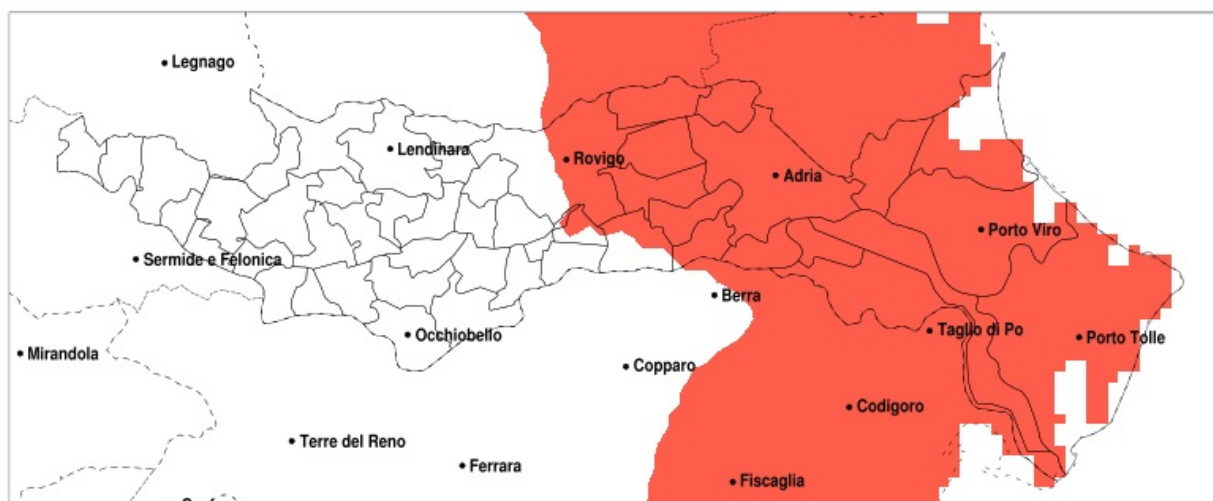 Legnago
Lendinara
Rovigo
Adria
Porto Viro
Sermide e Felonica
Berra
Occhiobello
Taglio di Po
Porto Tolle
Mirandola
Copparo
Codigoro
Terre del Reno
Ferrara
Fiscaglia